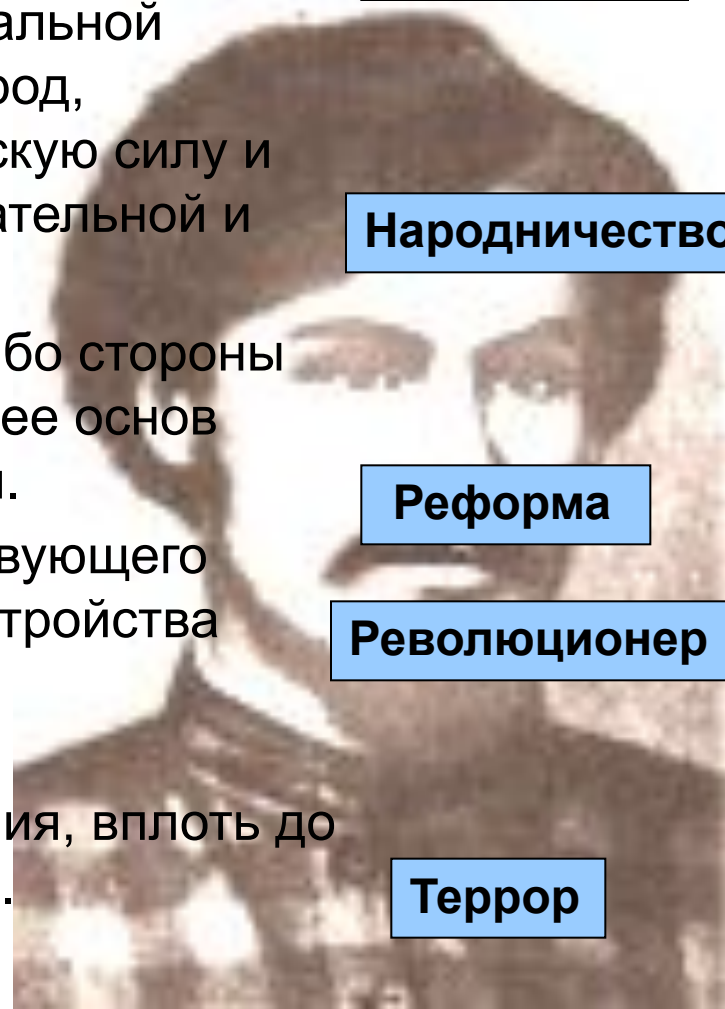 альной
род,
скую силу и
ательной и
Народничество
бо стороны
ее основ
.
Реформа
вующего
тройства
Революционер
ия, вплоть до
.
Террор